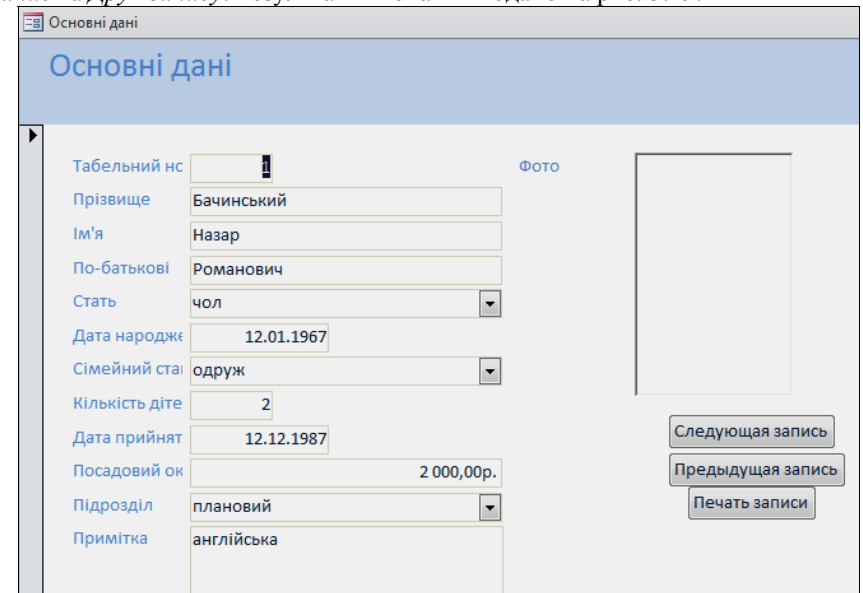 Основні дані
Основні дані
Табельний нс 1 Фото
Прізвище Бачинський
Ім'я Назар
По-батькові Романович
Стать чол
Дата народже 12.01.1967
Сімейний ста одруж
Кількість діте 2
Дата прийнят 12.12.1987
Следующая запись
Посадовий ок 2 000,00р.
Предыдущая запись
Підрозділ плановий
Печать записи
Примітка англійська